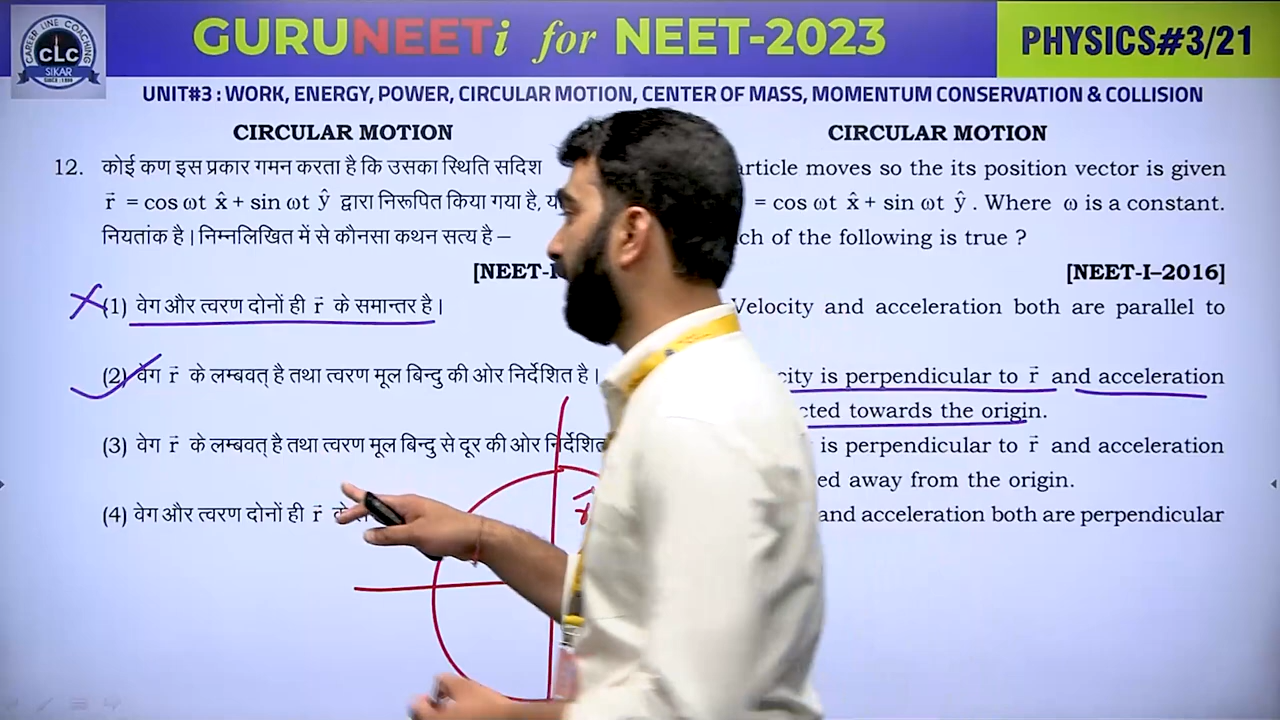 CAREER LINE COACHING
CLC
SIKAR
SINCE : 1996
GURUNEETi for NEET-2023
PHYSICS#3/21
UNIT#3 : WORK, ENERGY, POWER, CIRCULAR MOTION, CENTER OF MASS, MOMENTUM CONSERVATION & COLLISION
CIRCULAR MOTION
12. कोई कण इस प्रकार गमन करता है कि उसका स्थिति सदिश
r⃗ = cos ωt x̂ + sin ωt ŷ द्वारा निरूपित किया गया है,
नियतांक है। निम्नलिखित में से कौनसा कथन सत्य है –
[NEET-I
(1) वेग और त्वरण दोनों ही r⃗ के समान्तर है।
(2) वेग r⃗ के लम्बवत् है तथा त्वरण मूल बिन्दु की ओर निर्देशित है।
(3) वेग r⃗ के लम्बवत् है तथा त्वरण मूल बिन्दु से दूर की ओर निर्देशित
(4) वेग और त्वरण दोनों ही r⃗ के
r⃗
CIRCULAR MOTION
article moves so the its position vector is given
= cos ωt x̂ + sin ωt ŷ . Where ω is a constant.
ch of the following is true ?
[NEET-I–2016]
Velocity and acceleration both are parallel to
city is perpendicular to r⃗ and acceleration
cted towards the origin.
is perpendicular to r⃗ and acceleration
ed away from the origin.
and acceleration both are perpendicular